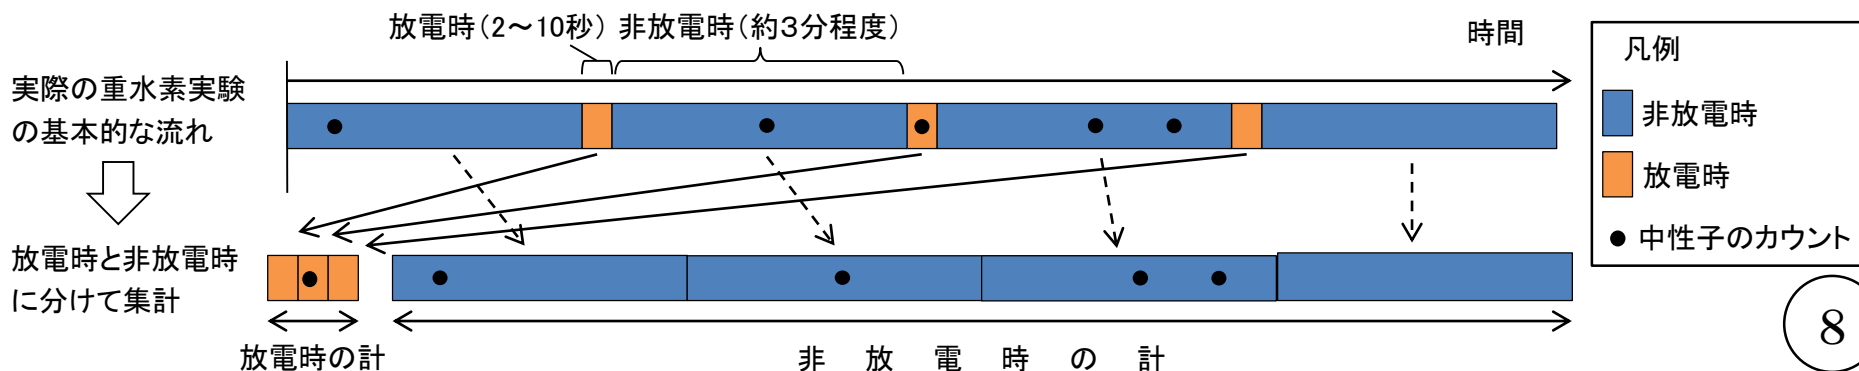 放電時(2～10秒) 非放電時(約3分程度)
時間
実際の重水素実験
の基本的な流れ
放電時と非放電時
に分けて集計
放電時の計
非放電時の計
凡例
非放電時
放電時
中性子のカウント
8